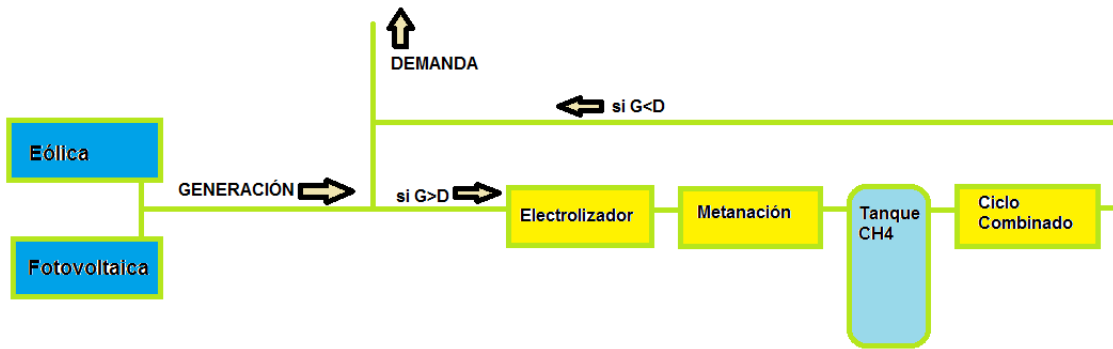 DEMANDA
si G<D
Eólica
GENERACIÓN
si G>D
Electrolizador
Metanación
Tanque
CH4
Ciclo
Combinado
Fotovoltaica